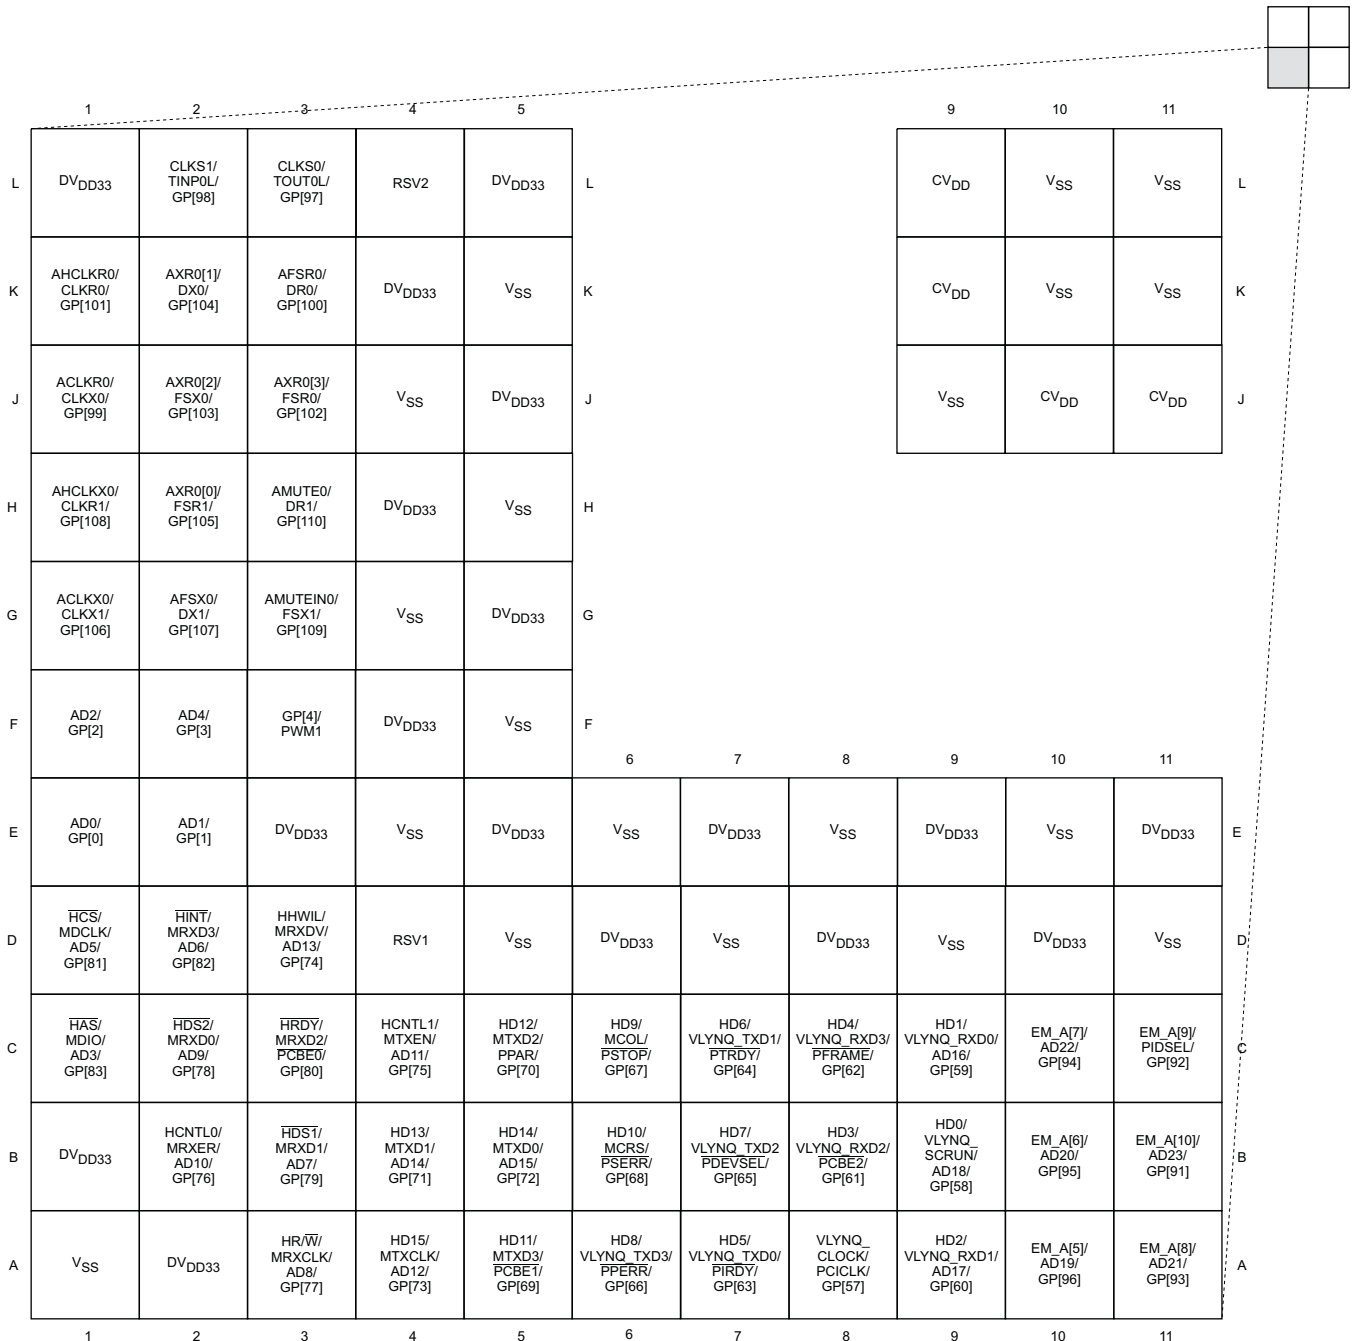 1 2 3 4 5 9 10 11
L DVDD33 CLKS1/ TINP0L/ GP[98] CLKS0/ TOUT0L/ GP[97] RSV2 DVDD33 L CVDD VSS VSS L
K AHCLKR0/ CLKR0/ GP[101] AXR0[1]/ DX0/ GP[104] AFSR0/ DR0/ GP[100] DVDD33 VSS K CVDD VSS VSS K
J ACLKR0/ CLKX0/ GP[99] AXR0[2]/ FSX0/ GP[103] AXR0[3]/ FSR0/ GP[102] VSS DVDD33 J VSS CVDD CVDD J
H AHCLKX0/ CLKR1/ GP[108] AXR0[0]/ FSR1/ GP[105] AMUTE0/ DR1/ GP[110] DVDD33 VSS H
G ACLKX0/ CLKX1/ GP[106] AFSX0/ DX1/ GP[107] AMUTEIN0/ FSX1/ GP[109] VSS DVDD33 G
F AD2/ GP[2] AD4/ GP[3] GP[4]/ PWM1 DVDD33 VSS F
6 7 8 9 10 11
E AD0/ GP[0] AD1/ GP[1] DVDD33 VSS DVDD33 VSS DVDD33 VSS DVDD33 VSS DVDD33 E
D HCS/ MDCLK/ AD5/ GP[81] HINT/ MRXD3/ AD6/ GP[82] HHWIL/ MRXDV/ AD13/ GP[74] RSV1 VSS DVDD33 VSS DVDD33 VSS DVDD33 VSS D
C HAS/ MDIO/ AD3/ GP[83] HDS2/ MRXD0/ AD9/ GP[78] HRDY/ MRXD2/ PCBE0/ GP[80] HCNTL1/ MTXEN/ AD11/ GP[75] HD12/ MTXD2/ PPAR/ GP[70] HD9/ MCOL/ PSTOP/ GP[67] HD6/ VLYNQ_TXD1/ PTRDY/ GP[64] HD4/ VLYNQ_RXD3/ PFRAME/ GP[62] HD1/ VLYNQ_RXD0/ AD16/ GP[59] EM_A[7]/ AD22/ GP[94] EM_A[9]/ PIDSEL/ GP[92] C
B DVDD33 HCNTL0/ MRXER/ AD10/ GP[76] HDS1/ MRXD1/ AD7/ GP[79] HD13/ MTXD1/ AD14/ GP[71] HD14/ MTXD0/ AD15/ GP[72] HD10/ MCRS/ PSERR/ GP[68] HD7/ VLYNQ_TXD2 PDEVSEL/ GP[65] HD3/ VLYNQ_RXD2/ PCBE2/ GP[61] HD0/ VLYNQ_ SCRUN/ AD18/ GP[58] EM_A[6]/ AD20/ GP[95] EM_A[10]/ AD23/ GP[91] B
A VSS DVDD33 HR/W/ MRXCLK/ AD8/ GP[77] HD15/ MTXCLK/ AD12/ GP[73] HD11/ MTXD3/ PCBE1/ GP[69] HD8/ VLYNQ_TXD3/ PPERR/ GP[66] HD5/ VLYNQ_TXD0/ PIRDY/ GP[63] VLYNQ_ CLOCK/ PCICLK/ GP[57] HD2/ VLYNQ_RXD1/ AD17/ GP[60] EM_A[5]/ AD19/ GP[96] EM_A[8]/ AD21/ GP[93] A
1 2 3 4 5 6 7 8 9 10 11